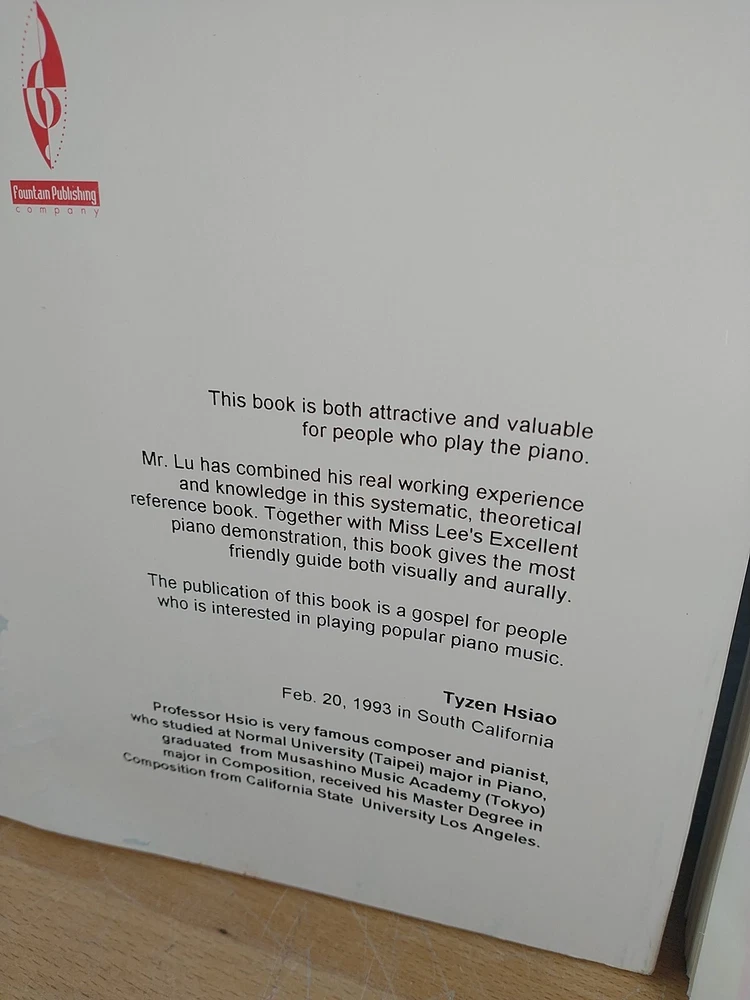 Fountain Publishing
company
This book is both attractive and valuable
for people who play the piano.
Mr. Lu has combined his real working experience
and knowledge in this systematic, theoretical
reference book. Together with Miss Lee's Excellent
piano demonstration, this book gives the most
friendly guide both visually and aurally.
The publication of this book is a gospel for people
who is interested in playing popular piano music.
Tyzen Hsiao
Feb. 20, 1993 in South California
Professor Hsio is very famous composer and pianist,
who studied at Normal University (Taipei) major in Piano,
graduated from Musashino Music Academy (Tokyo)
major in Composition, received his Master Degree in
Composition from California State University Los Angeles.